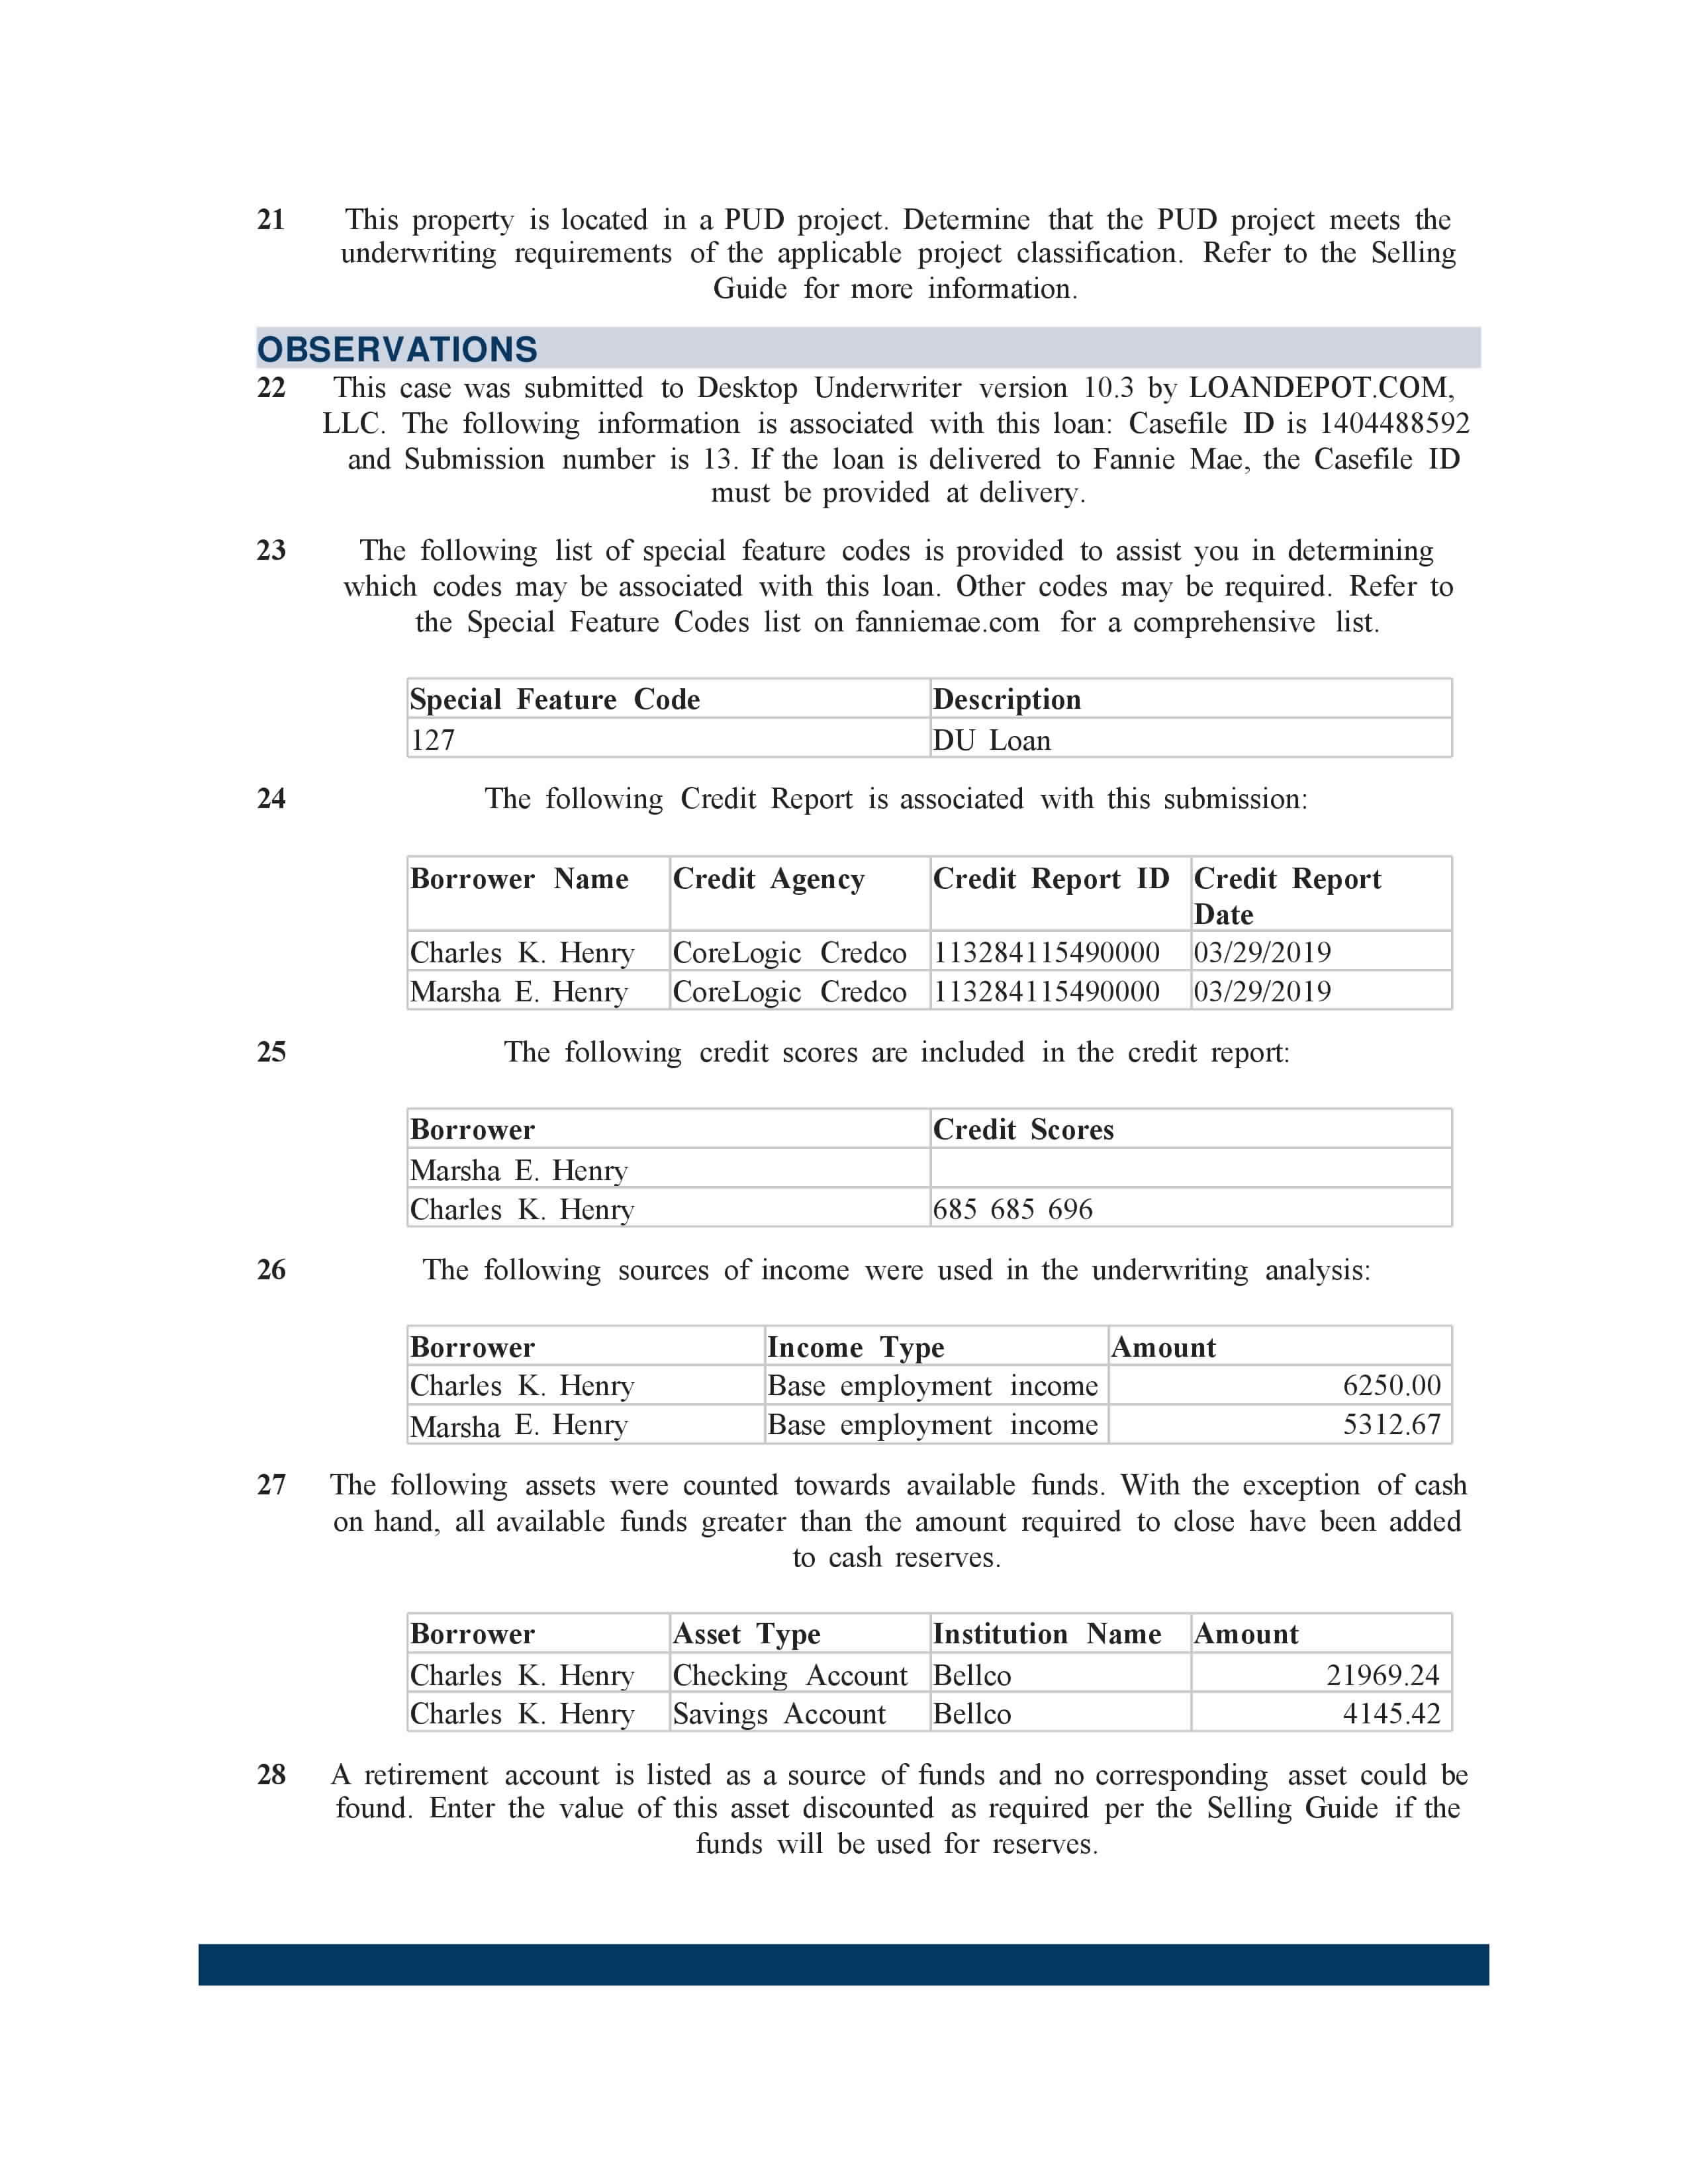 21 This property is located in a PUD project. Determine that the PUD project meets the
underwriting requirements of the applicable project classification. Refer to the Selling
Guide for more information.
OBSERVATIONS
22 This case was submitted to Desktop Underwriter version 10.3 by LOANDEPOT.COM,
LLC. The following information is associated with this loan: Casefile ID is 1404488592
and Submission number is 13. If the loan is delivered to Fannie Mae, the Casefile ID
must be provided at delivery.
23 The following list of special feature codes is provided to assist you in determining
which codes may be associated with this loan. Other codes may be required. Refer to
the Special Feature Codes list on fanniemae.com for a comprehensive list.
Special Feature Code Description
127 DU Loan
24 The following Credit Report is associated with this submission:
Borrower Name Credit Agency Credit Report ID Credit Report
Date
Charles K. Henry CoreLogic Credco 113284115490000 03/29/2019
Marsha E. Henry CoreLogic Credco 113284115490000 03/29/2019
25 The following credit scores are included in the credit report:
Borrower Credit Scores
Marsha E. Henry
Charles K. Henry 685 685 696
26 The following sources of income were used in the underwriting analysis:
Borrower Income Type Amount
Charles K. Henry Base employment income 6250.00
Marsha E. Henry Base employment income 5312.67
27 The following assets were counted towards available funds. With the exception of cash
on hand, all available funds greater than the amount required to close have been added
to cash reserves.
Borrower Asset Type Institution Name Amount
Charles K. Henry Checking Account Bellco 21969.24
Charles K. Henry Savings Account Bellco 4145.42
28 A retirement account is listed as a source of funds and no corresponding asset could be
found. Enter the value of this asset discounted as required per the Selling Guide if the
funds will be used for reserves.